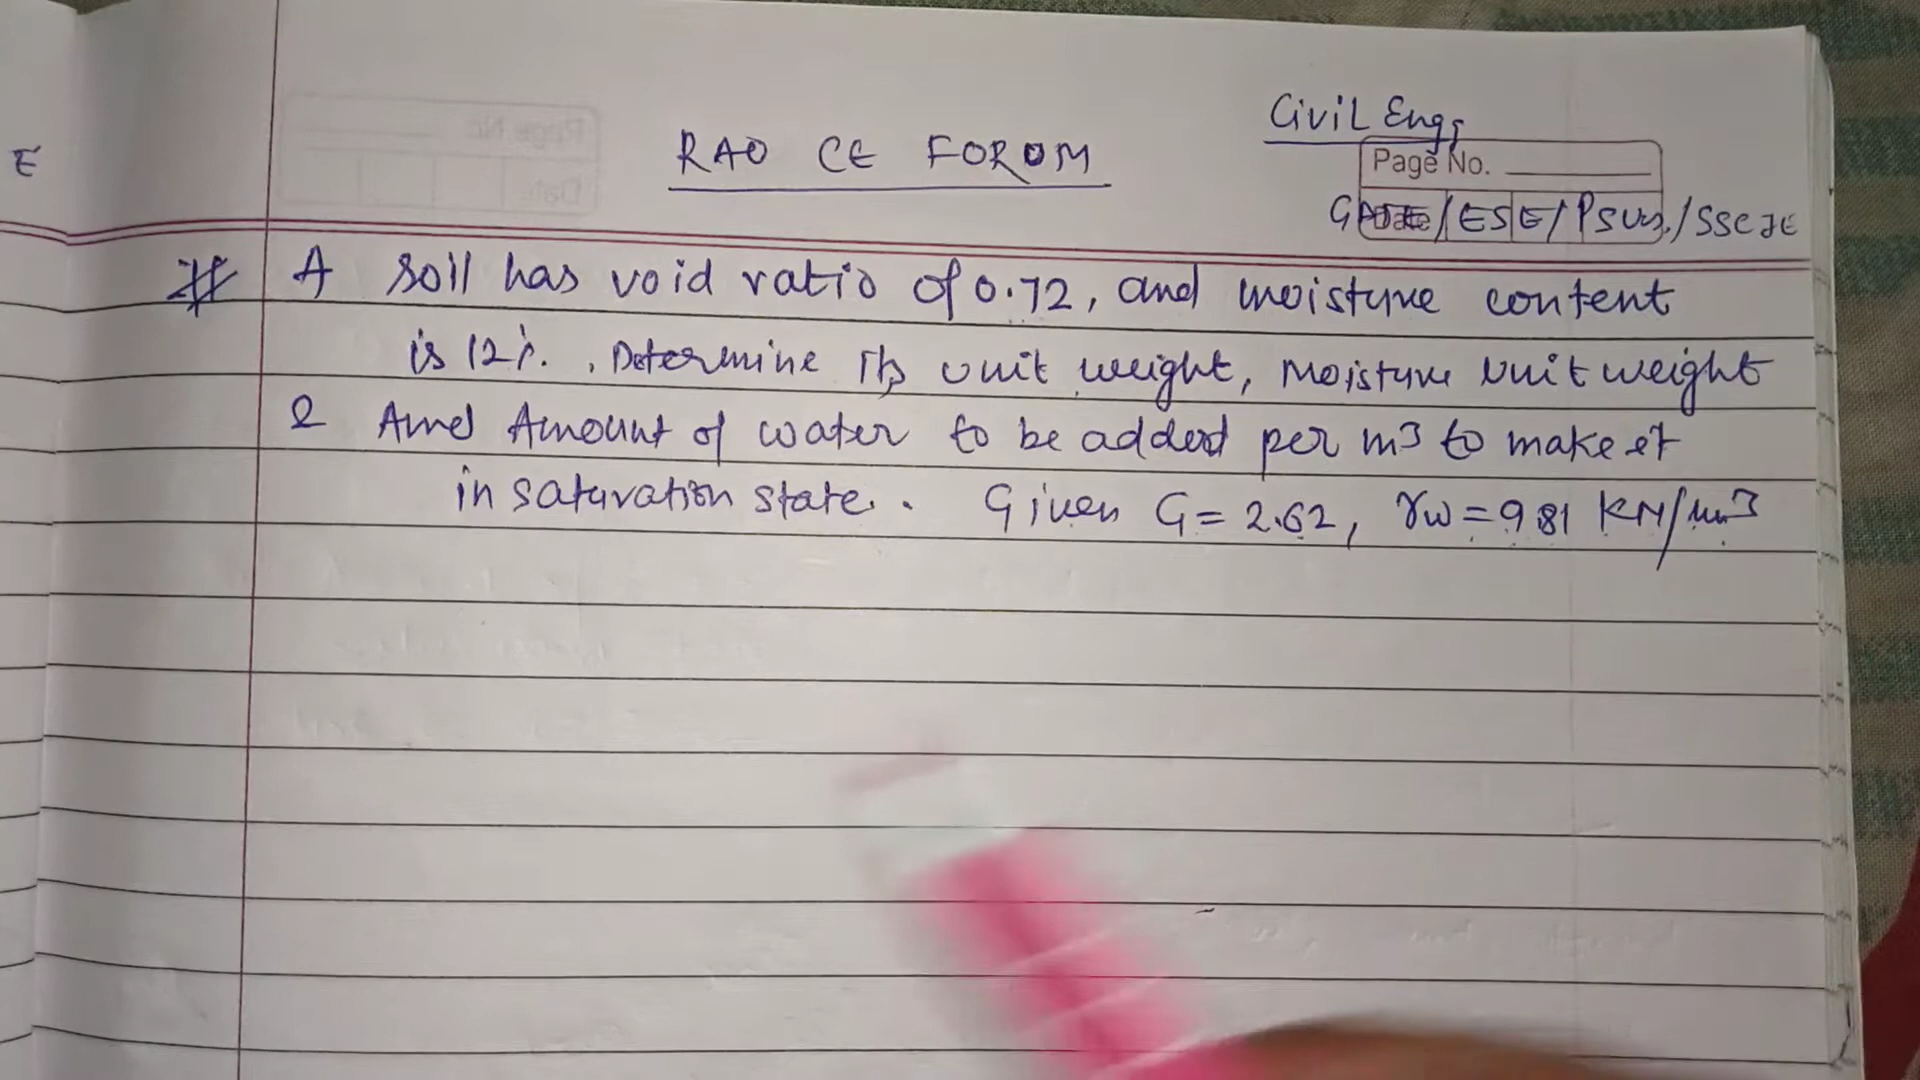 Civil Engg
RAO CE FORUM
Page No.
E
GATE/ESE/PSUs./SSC JE
# A soil has void ratio of 0.72, and moisture content
is 12%. . Determine Its unit weight, Moisture unit weight
& And Amount of water to be added per m3 to make it
in saturation state. . Given G = 2.62, γw = 9.81 KN/m3